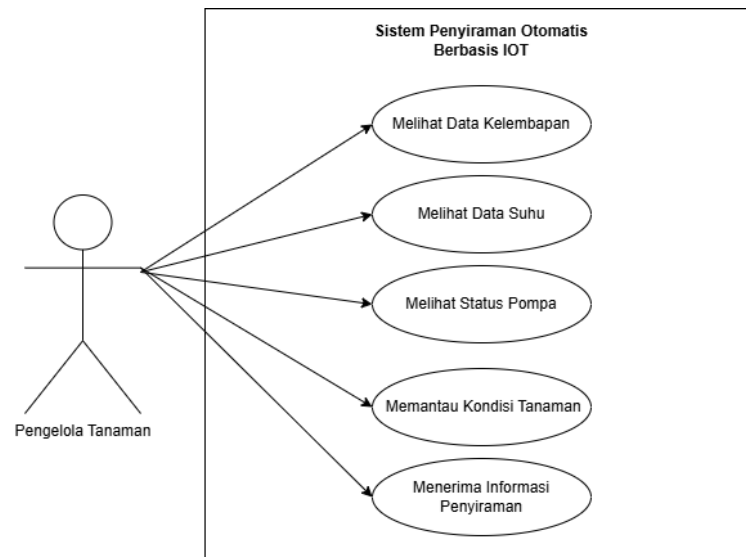 Sistem Penyiraman Otomatis
Berbasis IOT
Melihat Data Kelembapan
Melihat Data Suhu
Melihat Status Pompa
Memantau Kondisi Tanaman
Pengelola Tanaman
Menerima Informasi
Penyiraman